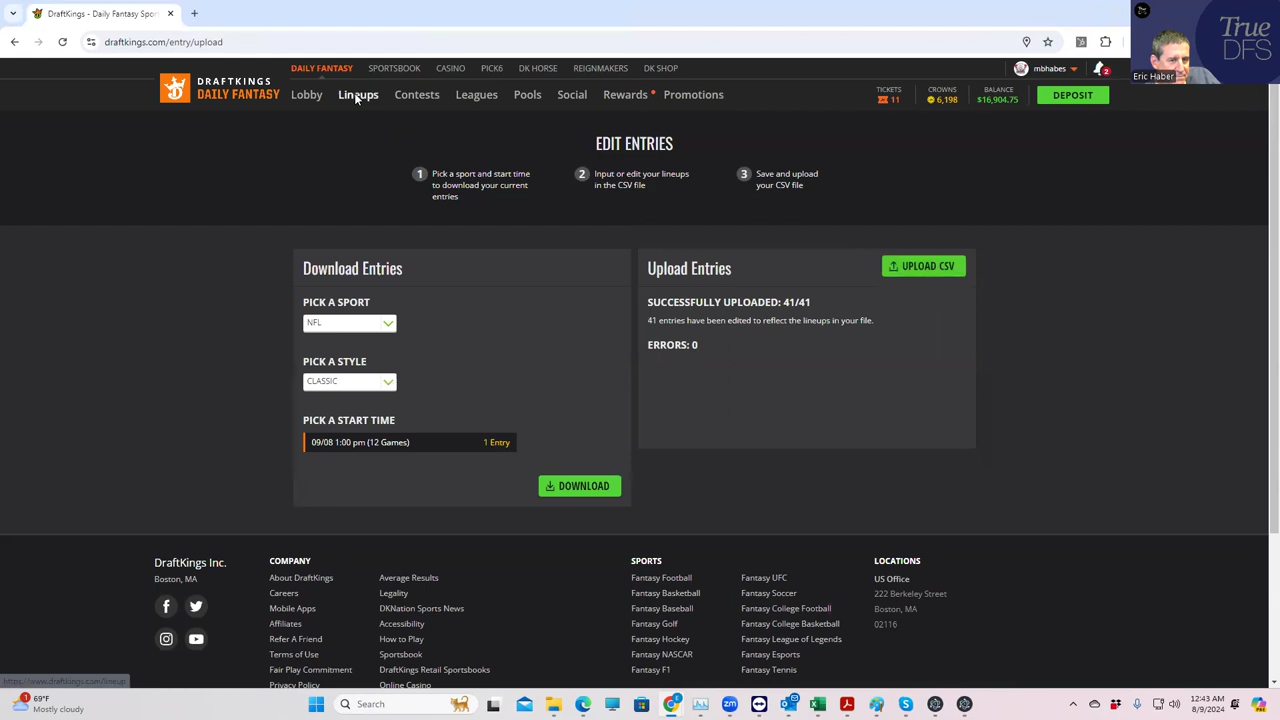 DraftKings - Daily Fantasy Spor
draftkings.com/entry/upload
True
DFS
Eric Haber
DRAFTKINGS
DAILY FANTASY
DAILY FANTASY SPORTSBOOK CASINO PICK6 DK HORSE REIGNMAKERS DK SHOP
mbhabes 2
Lobby Lineups Contests Leagues Pools Social Rewards Promotions
TICKETS CROWNS BALANCE
11 6,198 $16,904.75
DEPOSIT
EDIT ENTRIES
1 Pick a sport and start time
to download your current
entries
2 Input or edit your lineups
in the CSV file
3 Save and upload
your CSV file
Download Entries
PICK A SPORT
NFL
PICK A STYLE
CLASSIC
PICK A START TIME
09/08 1:00 pm (12 Games) 1 Entry
DOWNLOAD
Upload Entries
UPLOAD CSV
SUCCESSFULLY UPLOADED: 41/41
41 entries have been edited to reflect the lineups in your file.
ERRORS: 0
DraftKings Inc.
Boston, MA
COMPANY
About DraftKings
Careers
Mobile Apps
Affiliates
Refer A Friend
Terms of Use
Fair Play Commitment
Privacy Policy
Average Results
Legality
DKNation Sports News
Accessibility
How to Play
Sportsbook
DraftKings Retail Sportsbooks
Online Casino
SPORTS
Fantasy Football
Fantasy Basketball
Fantasy Baseball
Fantasy Golf
Fantasy Hockey
Fantasy NASCAR
Fantasy F1
Fantasy UFC
Fantasy Soccer
Fantasy College Football
Fantasy College Baseball
Fantasy League of Legends
Fantasy Esports
Fantasy Tennis
LOCATIONS
US Office
222 Berkeley Street
Boston, MA
02116
https://www.draftkings.com/lineup
69°F
Mostly cloudy
Search
12:43 AM
8/9/2024